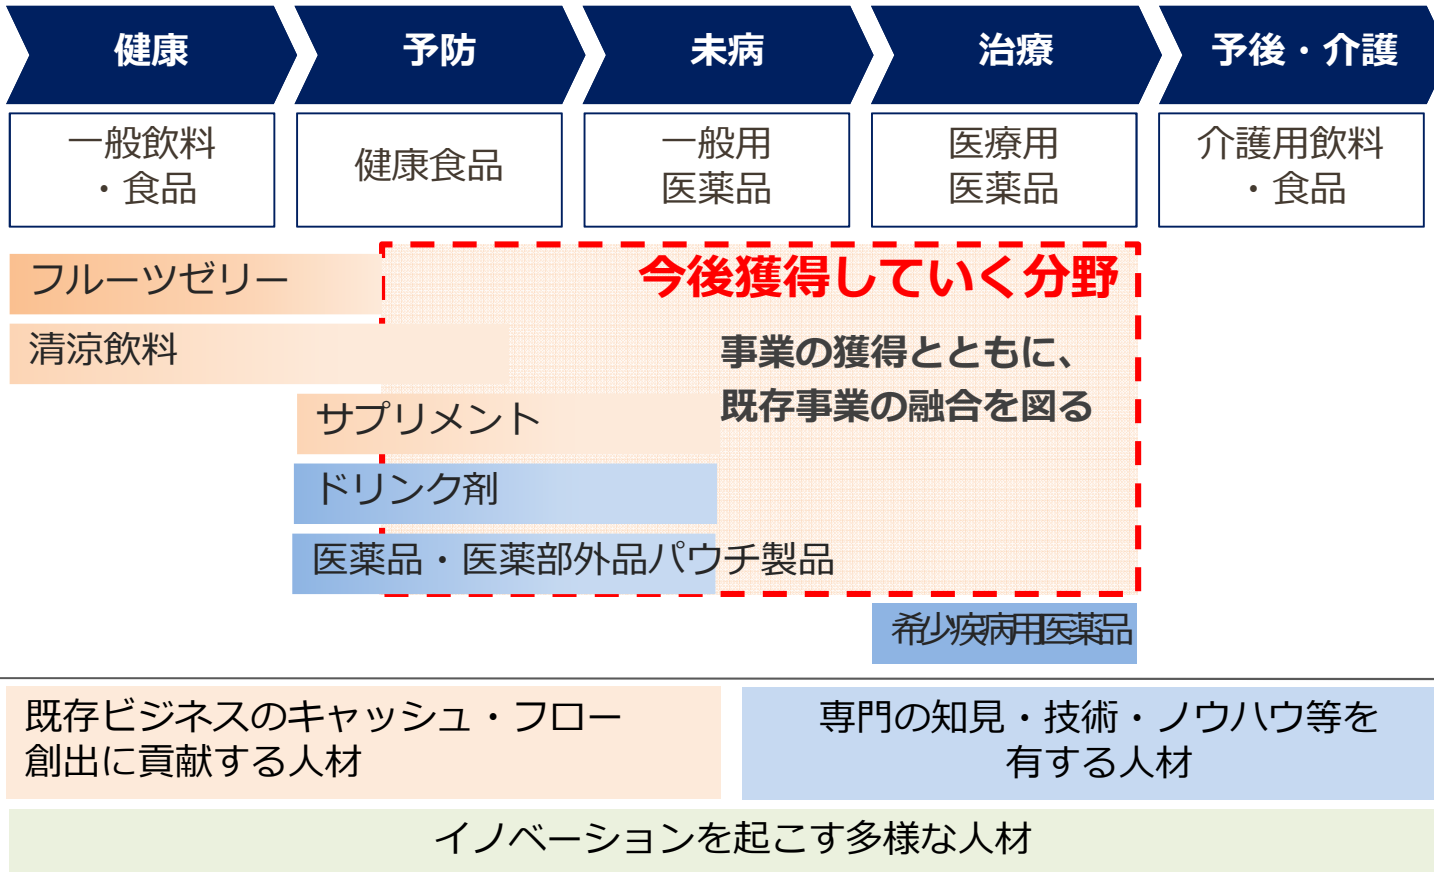 健康
予防
未病
治療
予後・介護
一般飲料
・食品
健康食品
一般用
医薬品
医療用
医薬品
介護用飲料
・食品
フルーツゼリー
今後獲得していく分野
清涼飲料
事業の獲得とともに、
既存事業の融合を図る
サプリメント
ドリンク剤
医薬品・医薬部外品パウチ製品
希少疾病用医薬品
既存ビジネスのキャッシュ・フロー
創出に貢献する人材
専門の知見・技術・ノウハウ等を
有する人材
イノベーションを起こす多様な人材